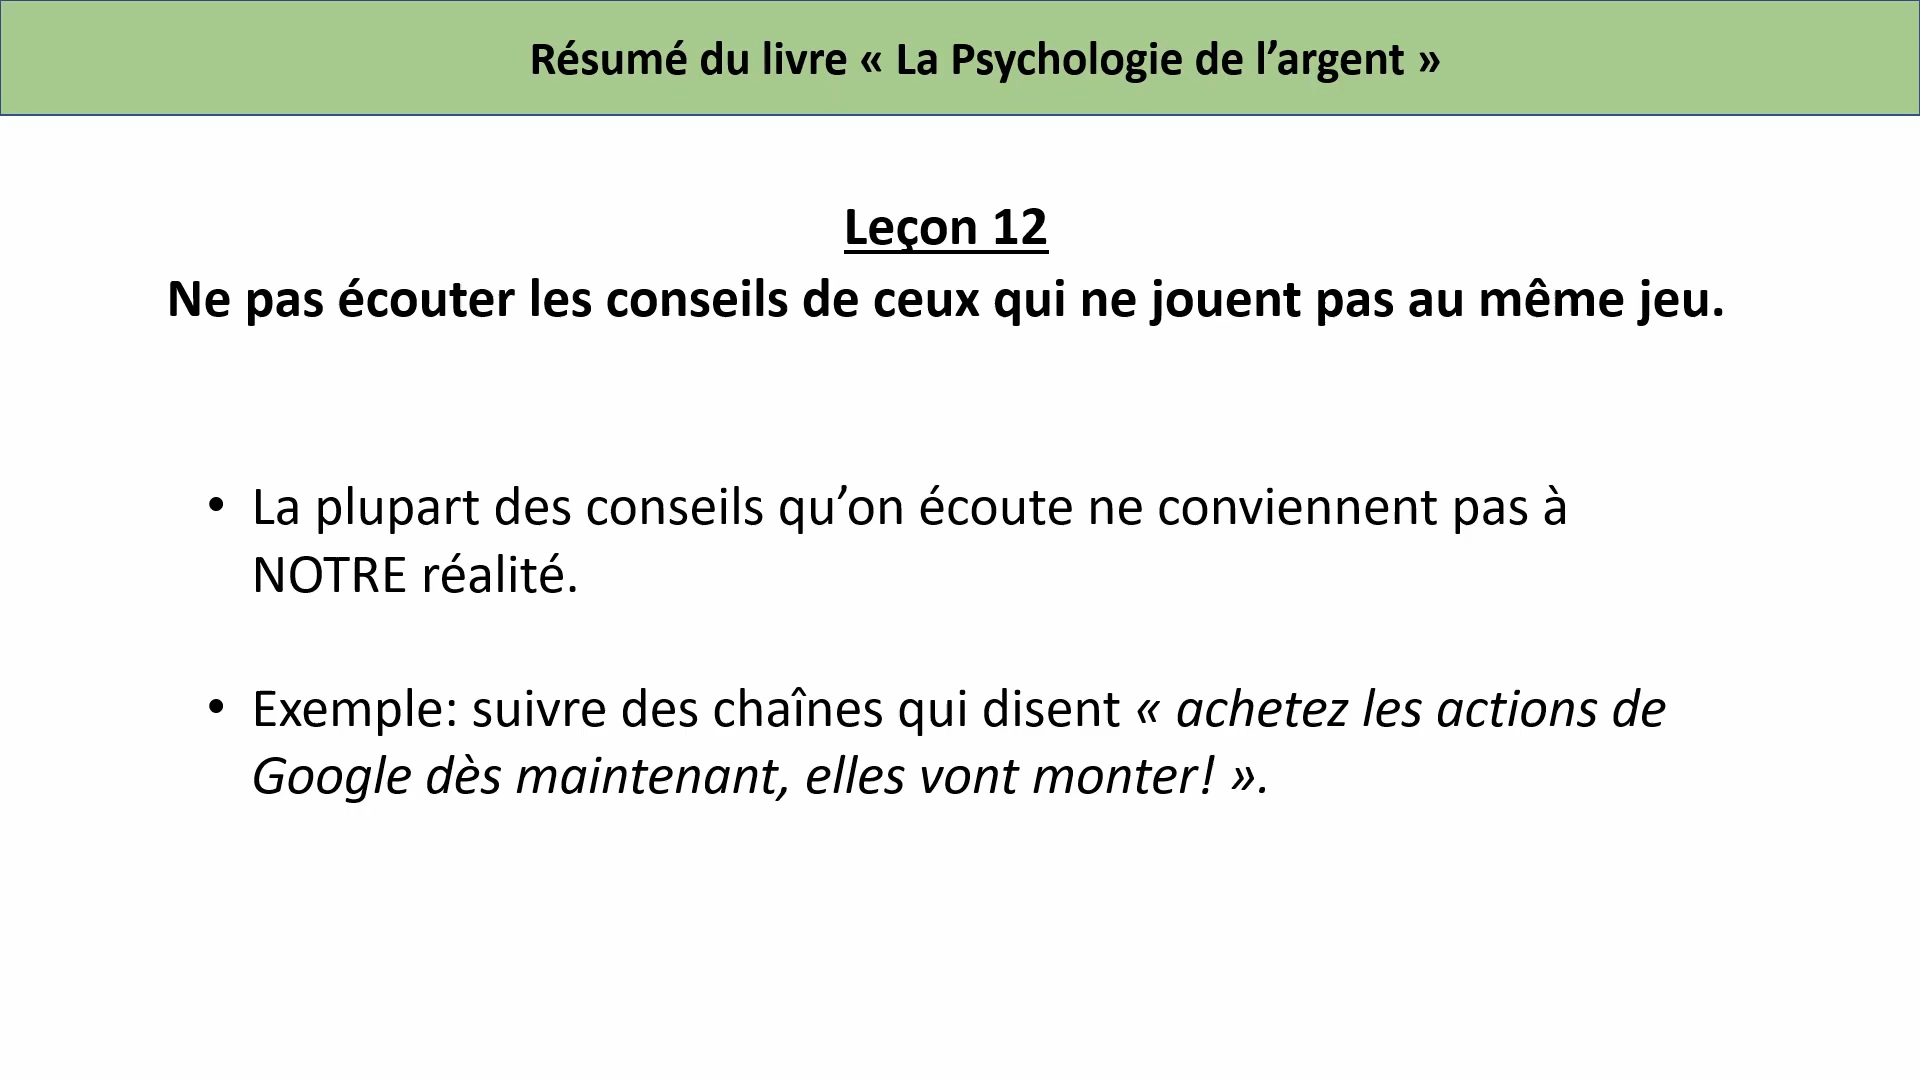 Résumé du livre « La Psychologie de l’argent »
Leçon 12
Ne pas écouter les conseils de ceux qui ne jouent pas au même jeu.
• La plupart des conseils qu’on écoute ne conviennent pas à
NOTRE réalité.
• Exemple: suivre des chaînes qui disent « achetez les actions de
Google dès maintenant, elles vont monter! ».